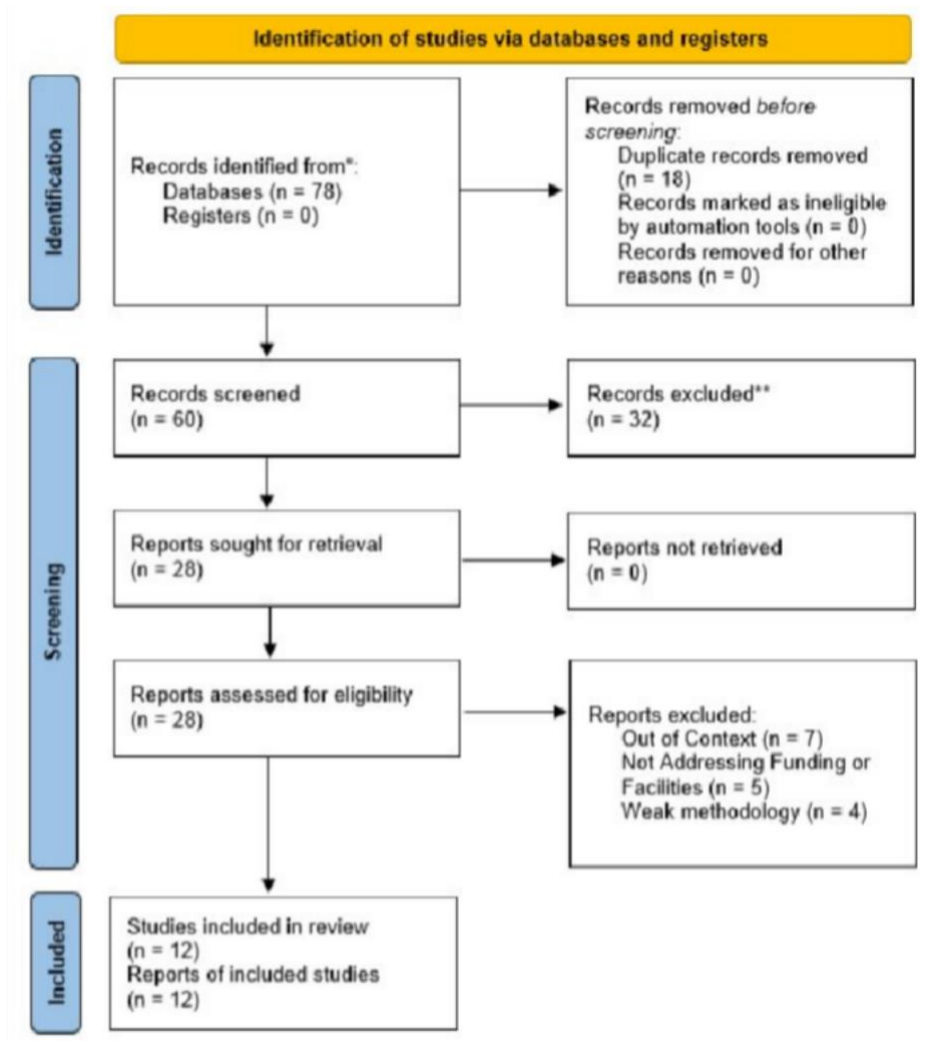 Identification of studies via databases and registers
Identification
Records identified from*:
Databases (n = 78)
Registers (n = 0)
Records removed before
screening:
Duplicate records removed
(n = 18)
Records marked as ineligible
by automation tools (n = 0)
Records removed for other
reasons (n = 0)
Screening
Records screened
(n = 60)
Records excluded**
(n = 32)
Reports sought for retrieval
(n = 28)
Reports not retrieved
(n = 0)
Reports assessed for eligibility
(n = 28)
Reports excluded:
Out of Context (n = 7)
Not Addressing Funding or
Facilities (n = 5)
Weak methodology (n = 4)
Included
Studies included in review
(n = 12)
Reports of included studies
(n = 12)